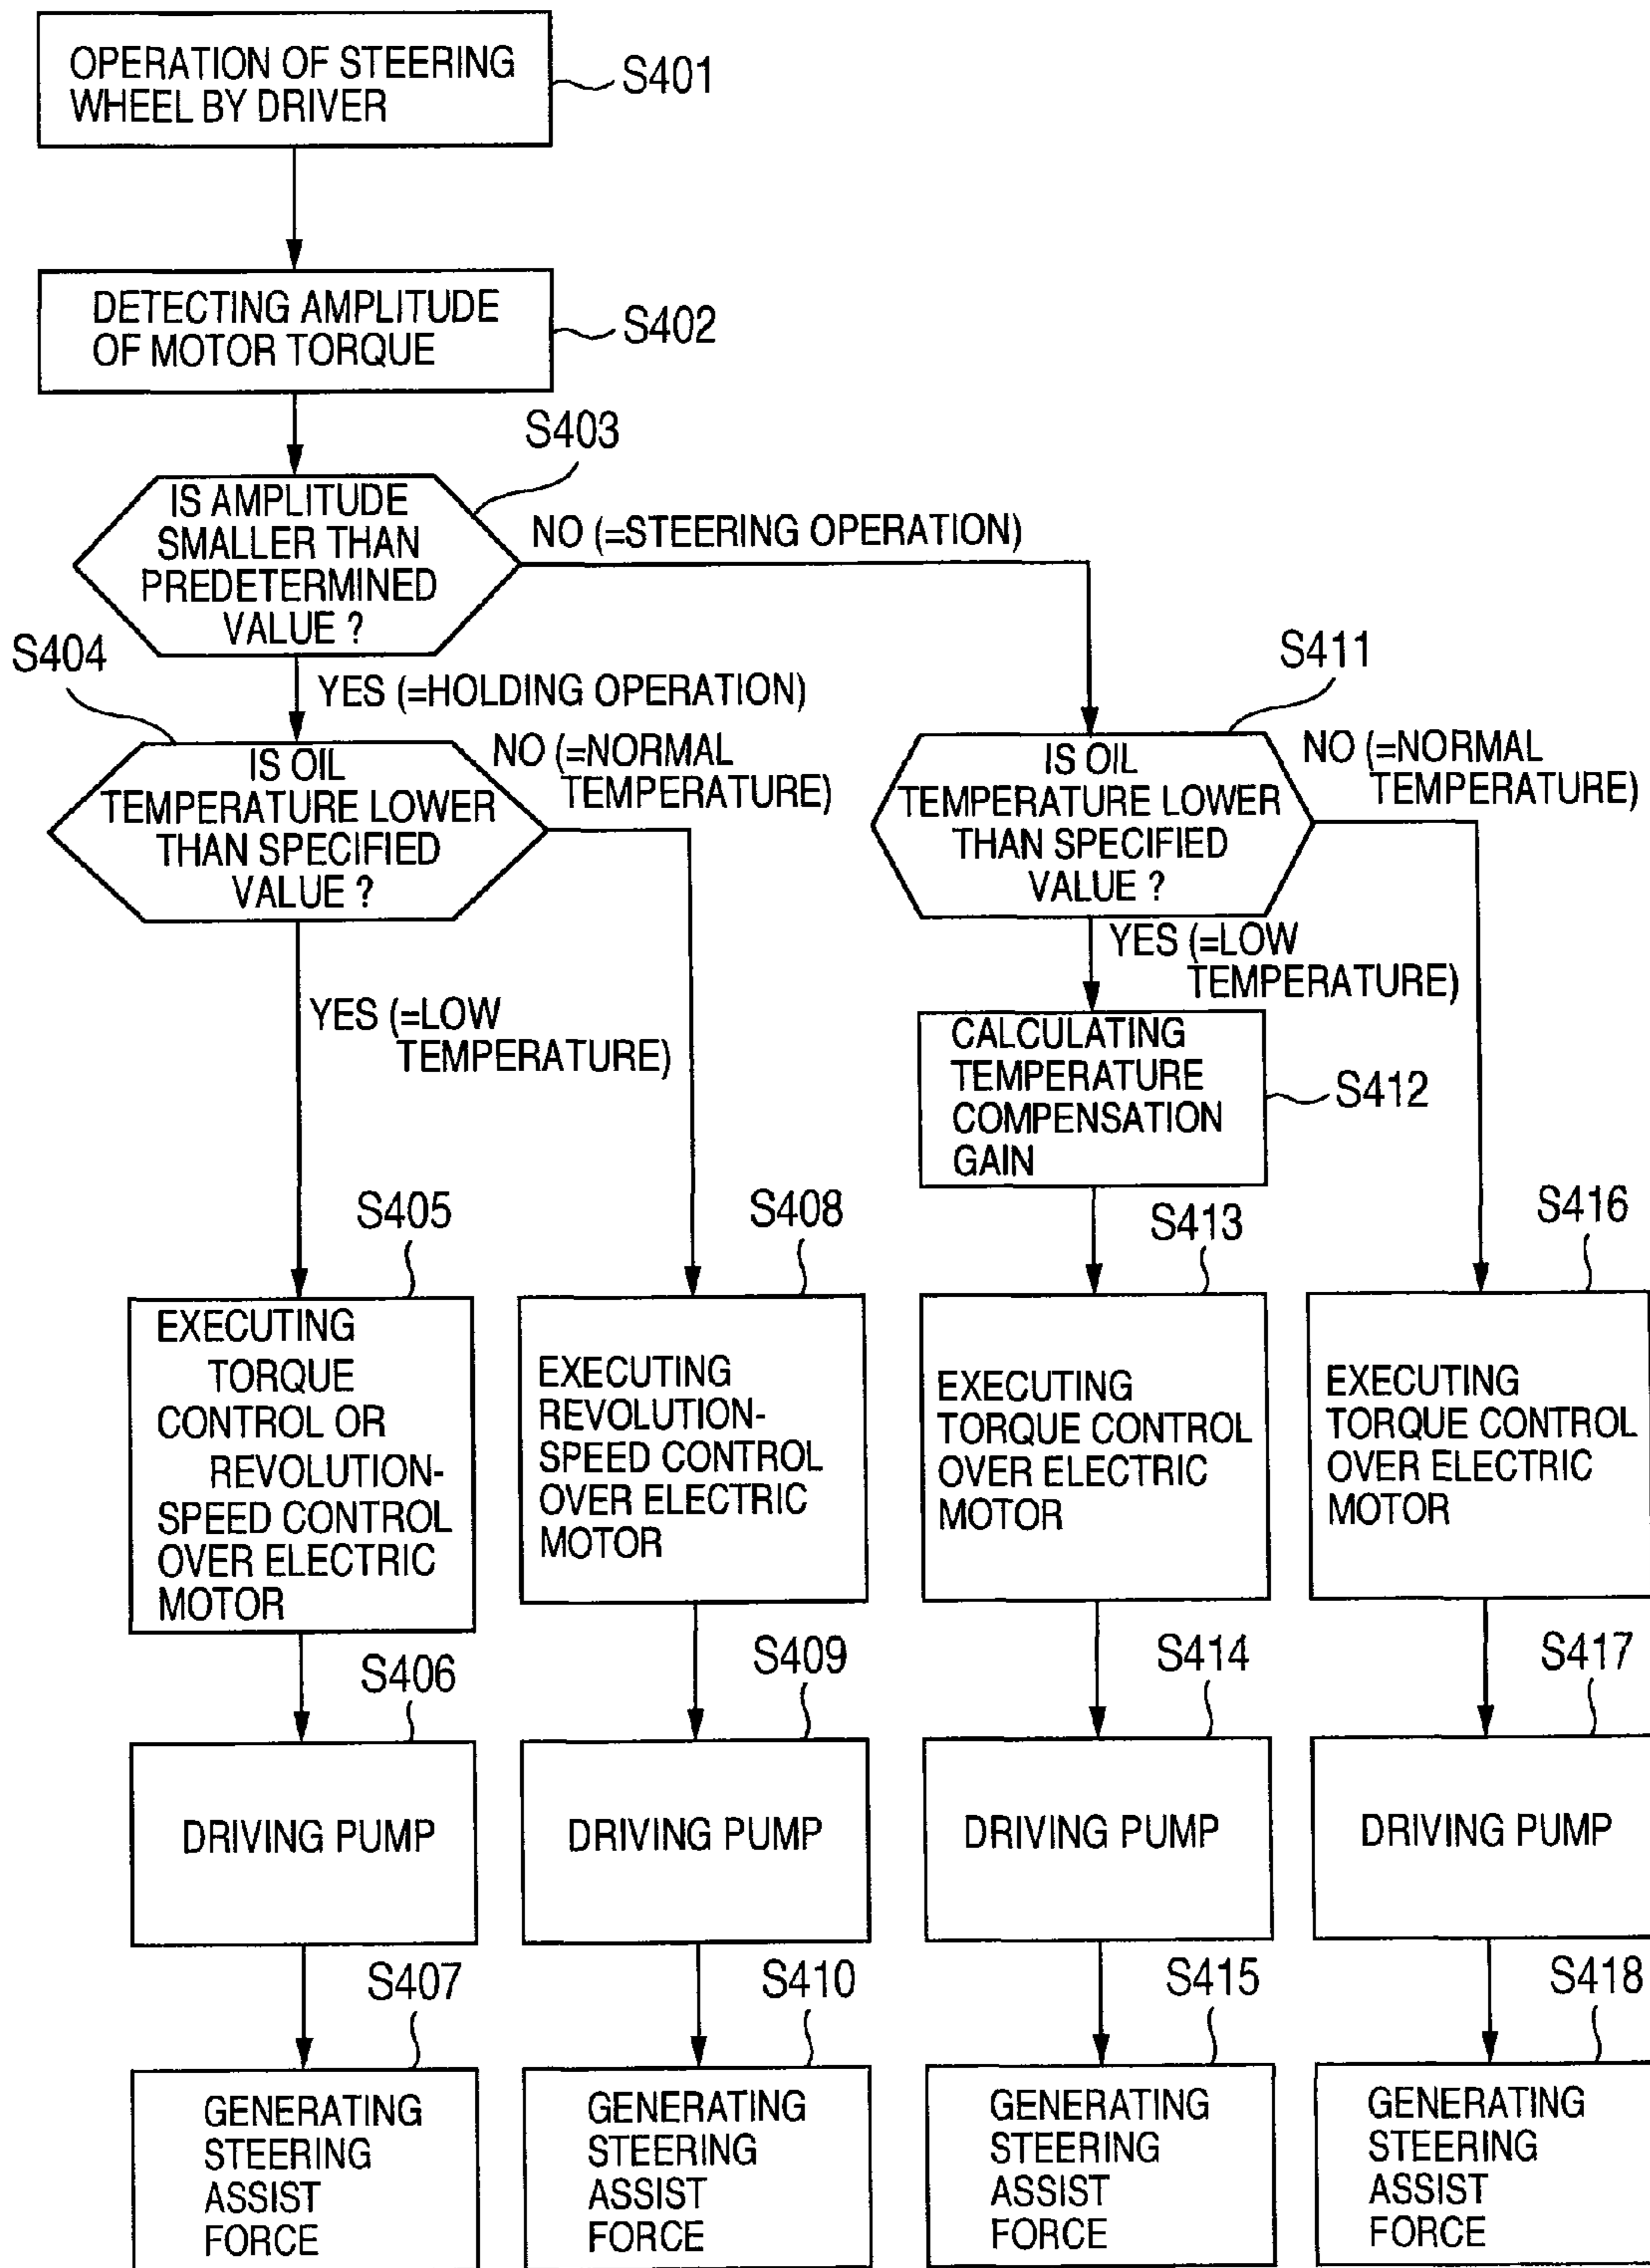 OPERATION OF STEERING
WHEEL BY DRIVER
S401
DETECTING AMPLITUDE
OF MOTOR TORQUE
S402
S403
IS AMPLITUDE
SMALLER THAN
PREDETERMINED
VALUE ?
NO (=STEERING OPERATION)
YES (=HOLDING OPERATION)
S404
IS OIL
TEMPERATURE LOWER
THAN SPECIFIED
VALUE ?
NO (=NORMAL
TEMPERATURE)
YES (=LOW
TEMPERATURE)
S411
IS OIL
TEMPERATURE LOWER
THAN SPECIFIED
VALUE ?
NO (=NORMAL
TEMPERATURE)
YES (=LOW
TEMPERATURE)
CALCULATING
TEMPERATURE
COMPENSATION
GAIN
S412
S405
EXECUTING
TORQUE
CONTROL OR
REVOLUTION-
SPEED CONTROL
OVER ELECTRIC
MOTOR
S408
EXECUTING
REVOLUTION-
SPEED CONTROL
OVER ELECTRIC
MOTOR
S413
EXECUTING
TORQUE CONTROL
OVER ELECTRIC
MOTOR
S416
EXECUTING
TORQUE CONTROL
OVER ELECTRIC
MOTOR
S406
DRIVING PUMP
S409
DRIVING PUMP
S414
DRIVING PUMP
S417
DRIVING PUMP
S407
GENERATING
STEERING
ASSIST
FORCE
S410
GENERATING
STEERING
ASSIST
FORCE
S415
GENERATING
STEERING
ASSIST
FORCE
S418
GENERATING
STEERING
ASSIST
FORCE